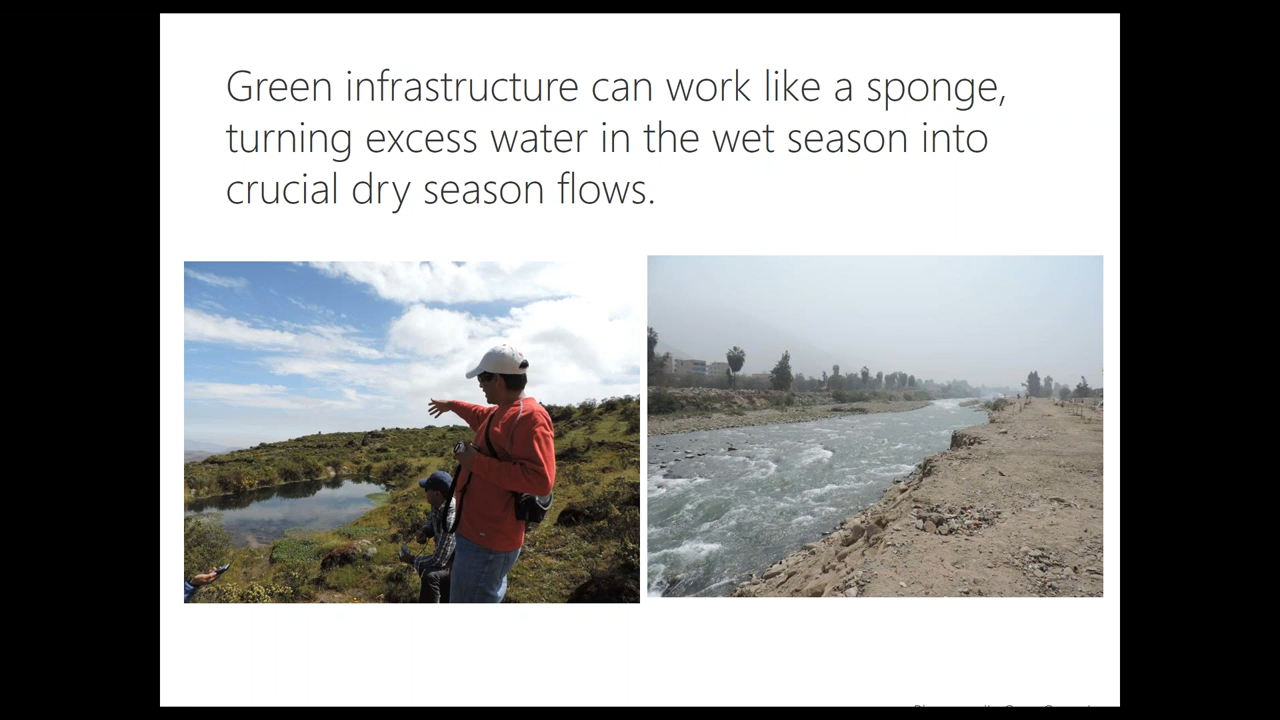 Green infrastructure can work like a sponge,
turning excess water in the wet season into
crucial dry season flows.